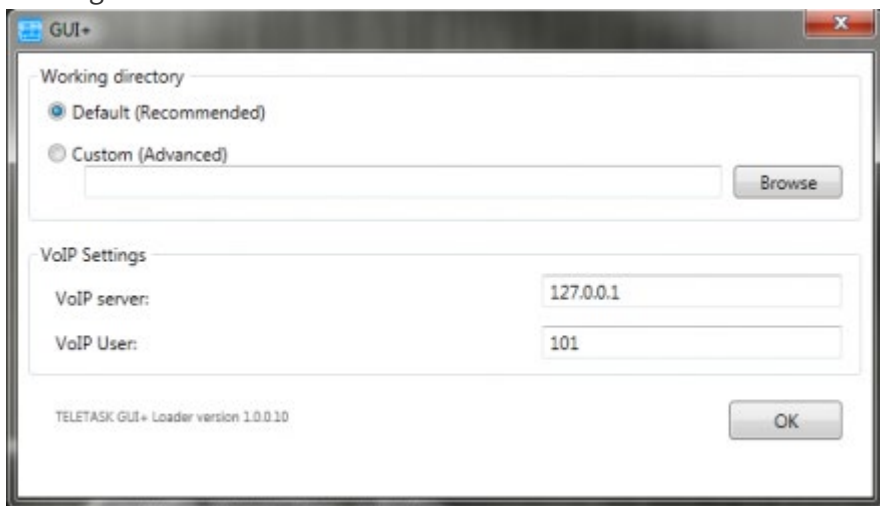 GUI+
Working directory
Default (Recommended)
Custom (Advanced)
Browse
VoIP Settings
VoIP server:
127.0.0.1
VoIP User:
101
TELETASK GUI+ Loader version 1.0.0.10
OK